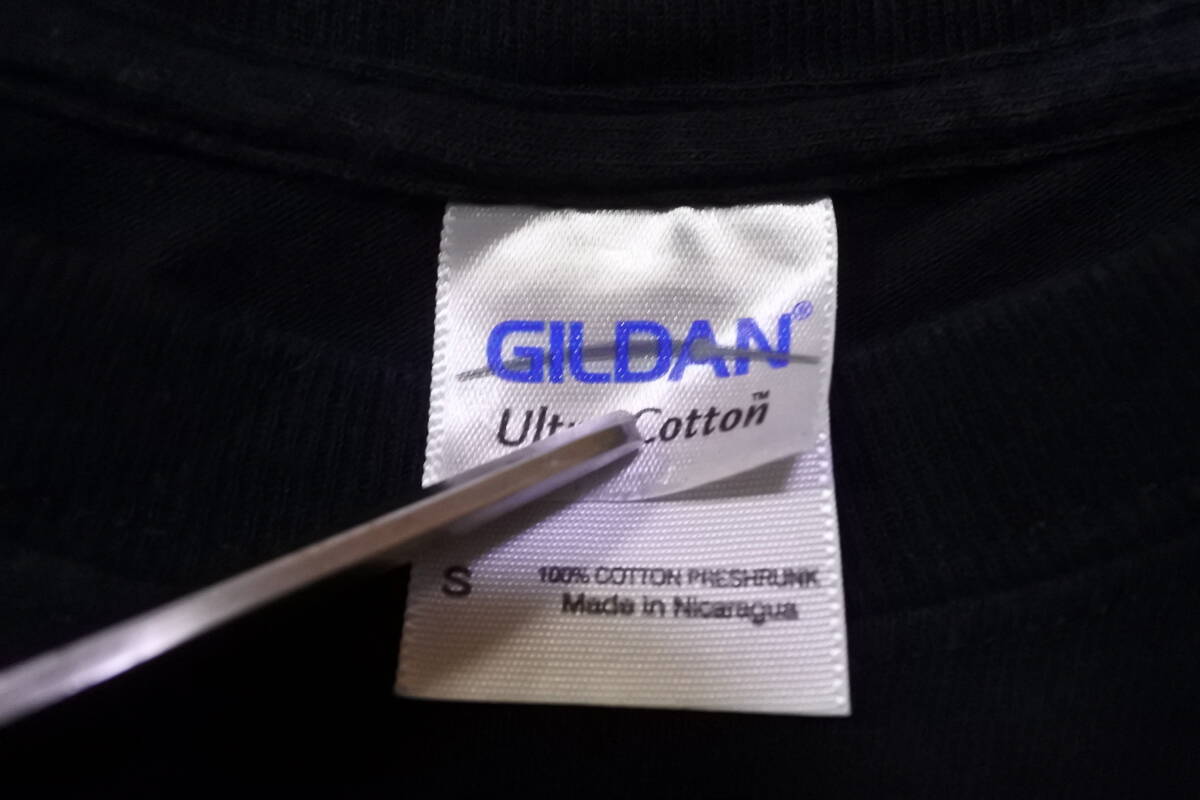 GILDAN®
Cotton™
S 100% COTTON PRESHRUNK
Made in Nicaragua